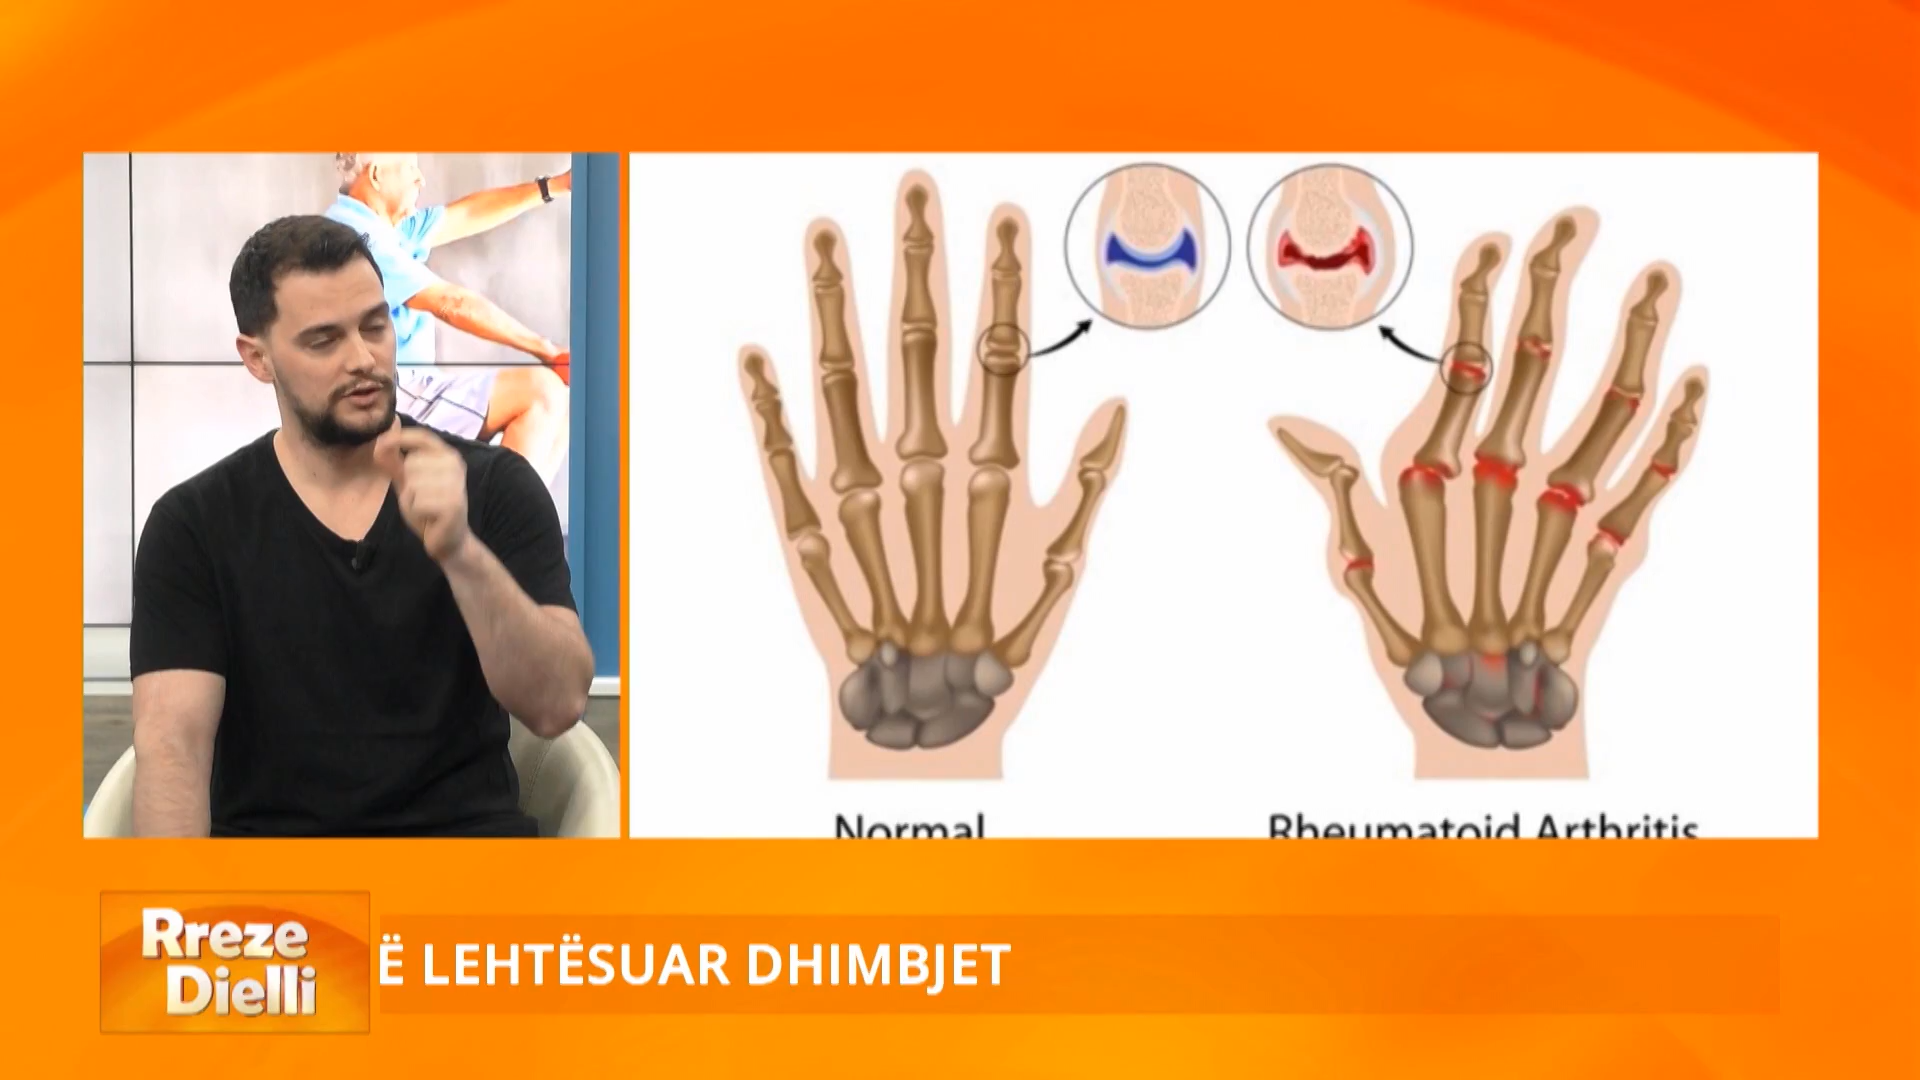 Normal
Rheumatoid Arthritis
Rreze
Dielli
Ë LEHTËSUAR DHIMBJET